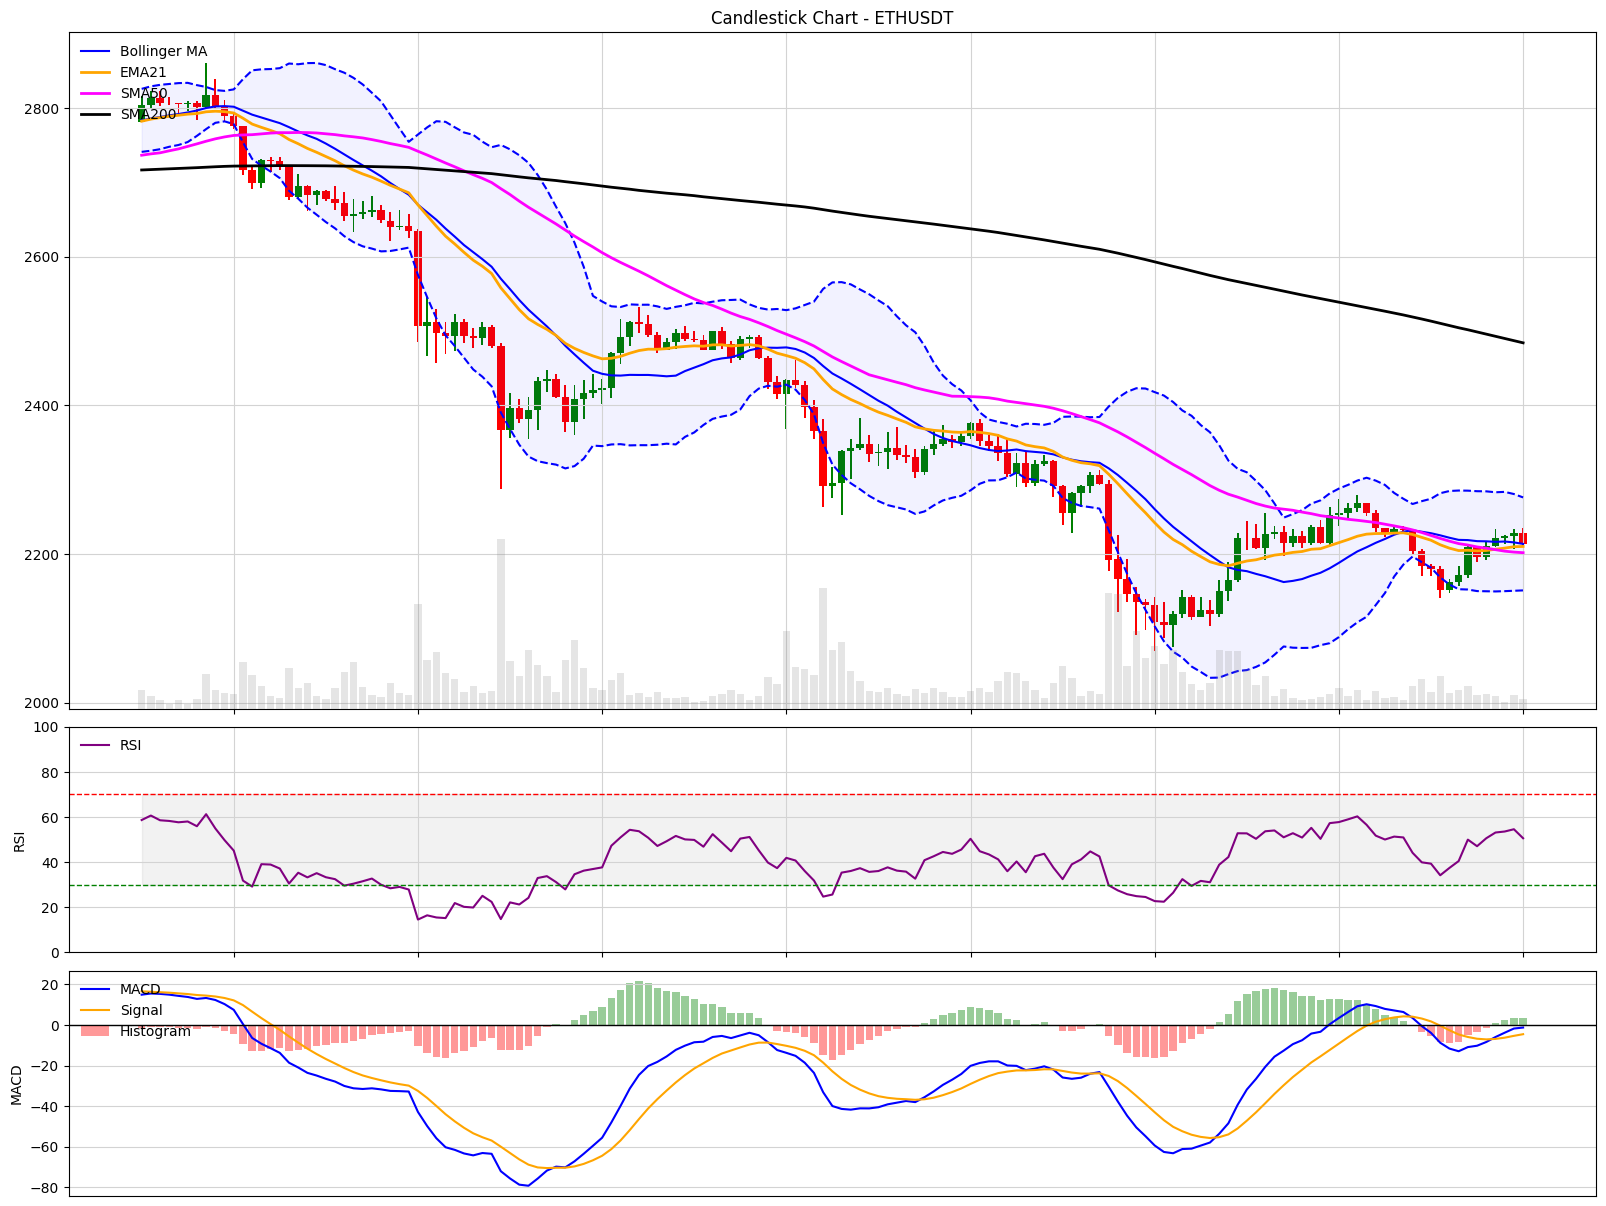 Candlestick Chart - ETHUSDT
Bollinger MA
EMA21
SMA50
SMA200
2800
2600
2400
2200
2000
RSI
100
80
60
40
20
0
RSI
MACD
Signal
Histogram
20
0
−20
−40
−60
−80
MACD